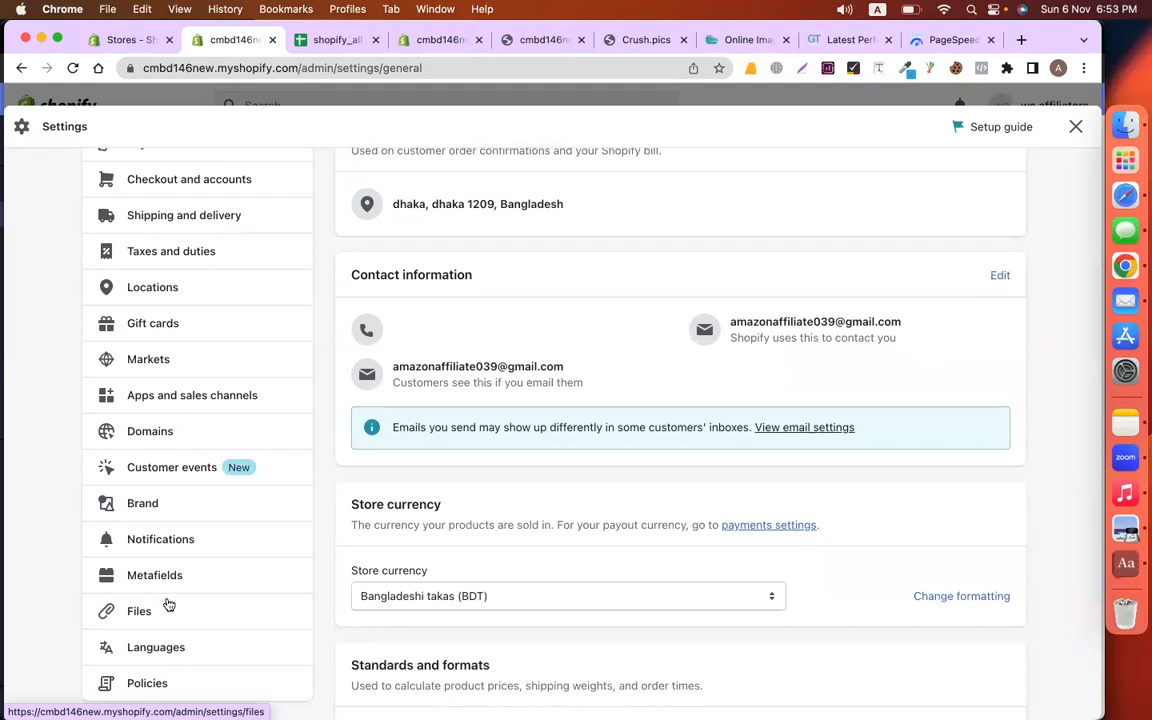 Chrome File Edit View History Bookmarks Profiles Tab Window Help
A Sun 6 Nov 6:53 PM
Stores - Sh
cmbd146ne
shopify_all
cmbd146n
cmbd146n
Crush.pics
Online Ima
Latest Per
PageSpeed
cmbd146new.myshopify.com/admin/settings/general
Search
Settings
Setup guide
Used on customer order confirmations and your Shopify bill.
Checkout and accounts
Shipping and delivery
Taxes and duties
Locations
Gift cards
Markets
Apps and sales channels
Domains
Customer events New
Brand
Notifications
Metafields
Files
Languages
Policies
dhaka, dhaka 1209, Bangladesh
Contact information
Edit
amazonaffiliate039@gmail.com
Shopify uses this to contact you
amazonaffiliate039@gmail.com
Customers see this if you email them
Emails you send may show up differently in some customers' inboxes. View email settings
Store currency
The currency your products are sold in. For your payout currency, go to payments settings.
Store currency
Bangladeshi takas (BDT)
Change formatting
Standards and formats
Used to calculate product prices, shipping weights, and order times.
https://cmbd146new.myshopify.com/admin/settings/files
zoom
Aa